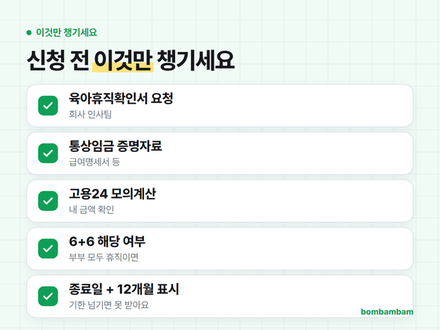 이것만 챙기세요
신청 전 이것만 챙기세요
육아휴직확인서 요청
회사 인사팀
통상임금 증명자료
급여명세서 등
고용24 모의계산
내 금액 확인
6+6 해당 여부
부부 모두 휴직이면
종료일 + 12개월 표시
기한 넘기면 못 받아요
bombambam